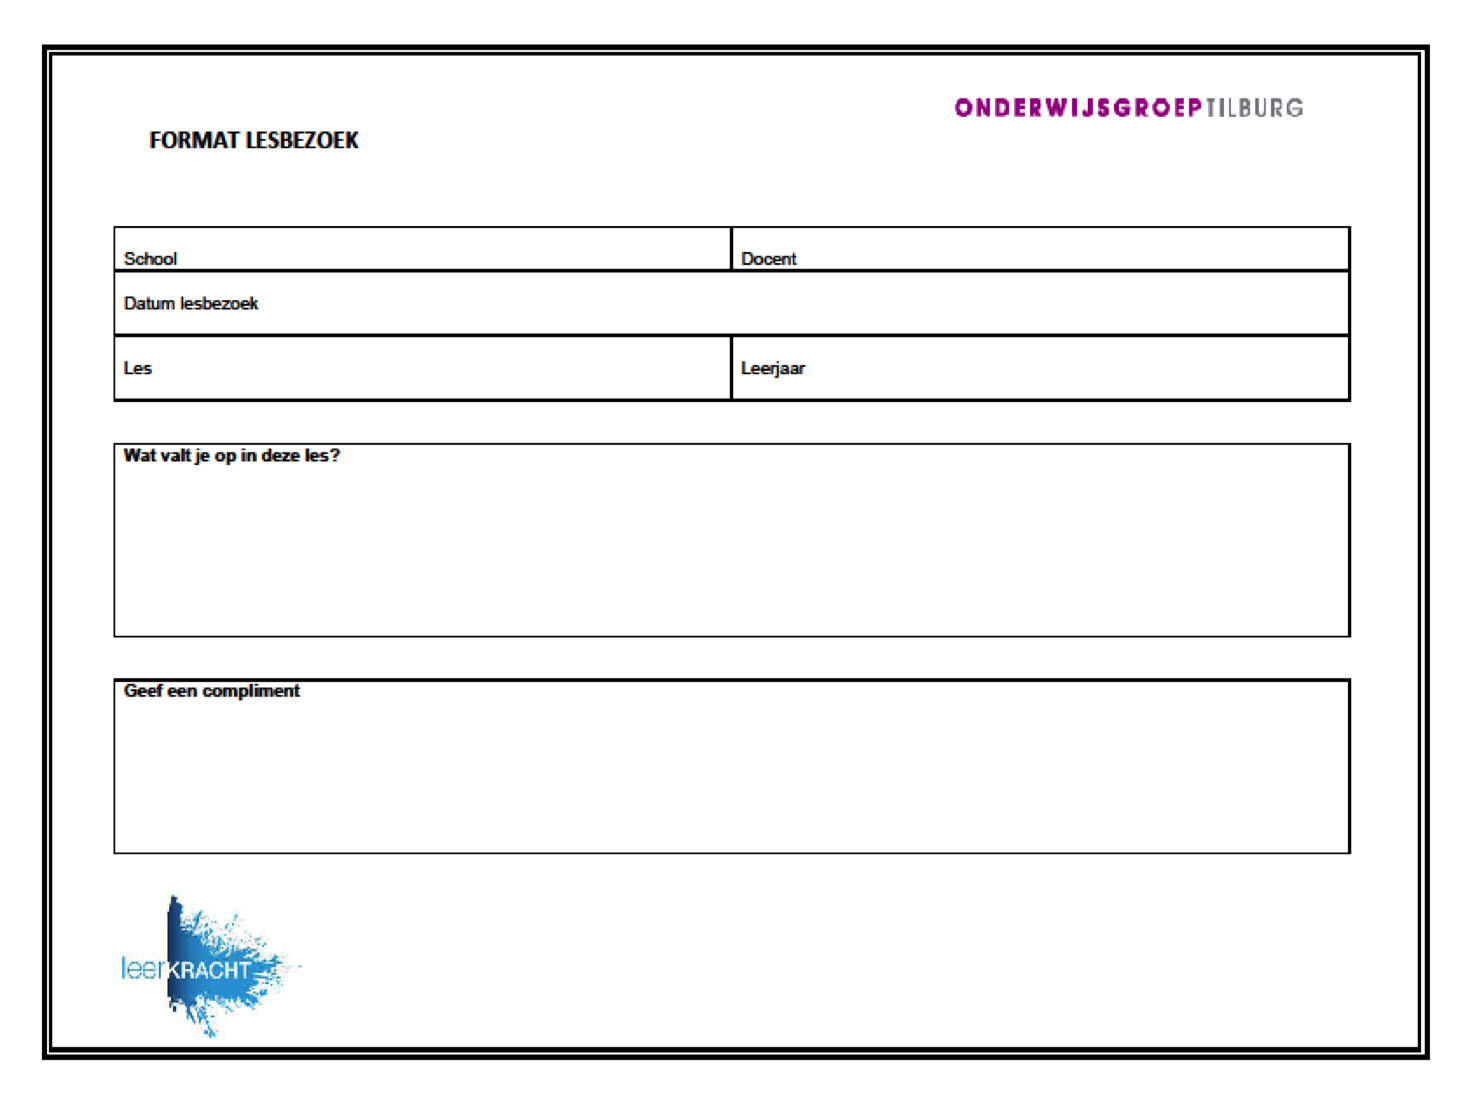 ONDERWIJSGROEPTILBURG
FORMAT LESBEZOEK
School
Docent
Datum lesbezoek
Les
Leerjaar
Wat valt je op in deze les?
Geef een compliment
leerKRACHT